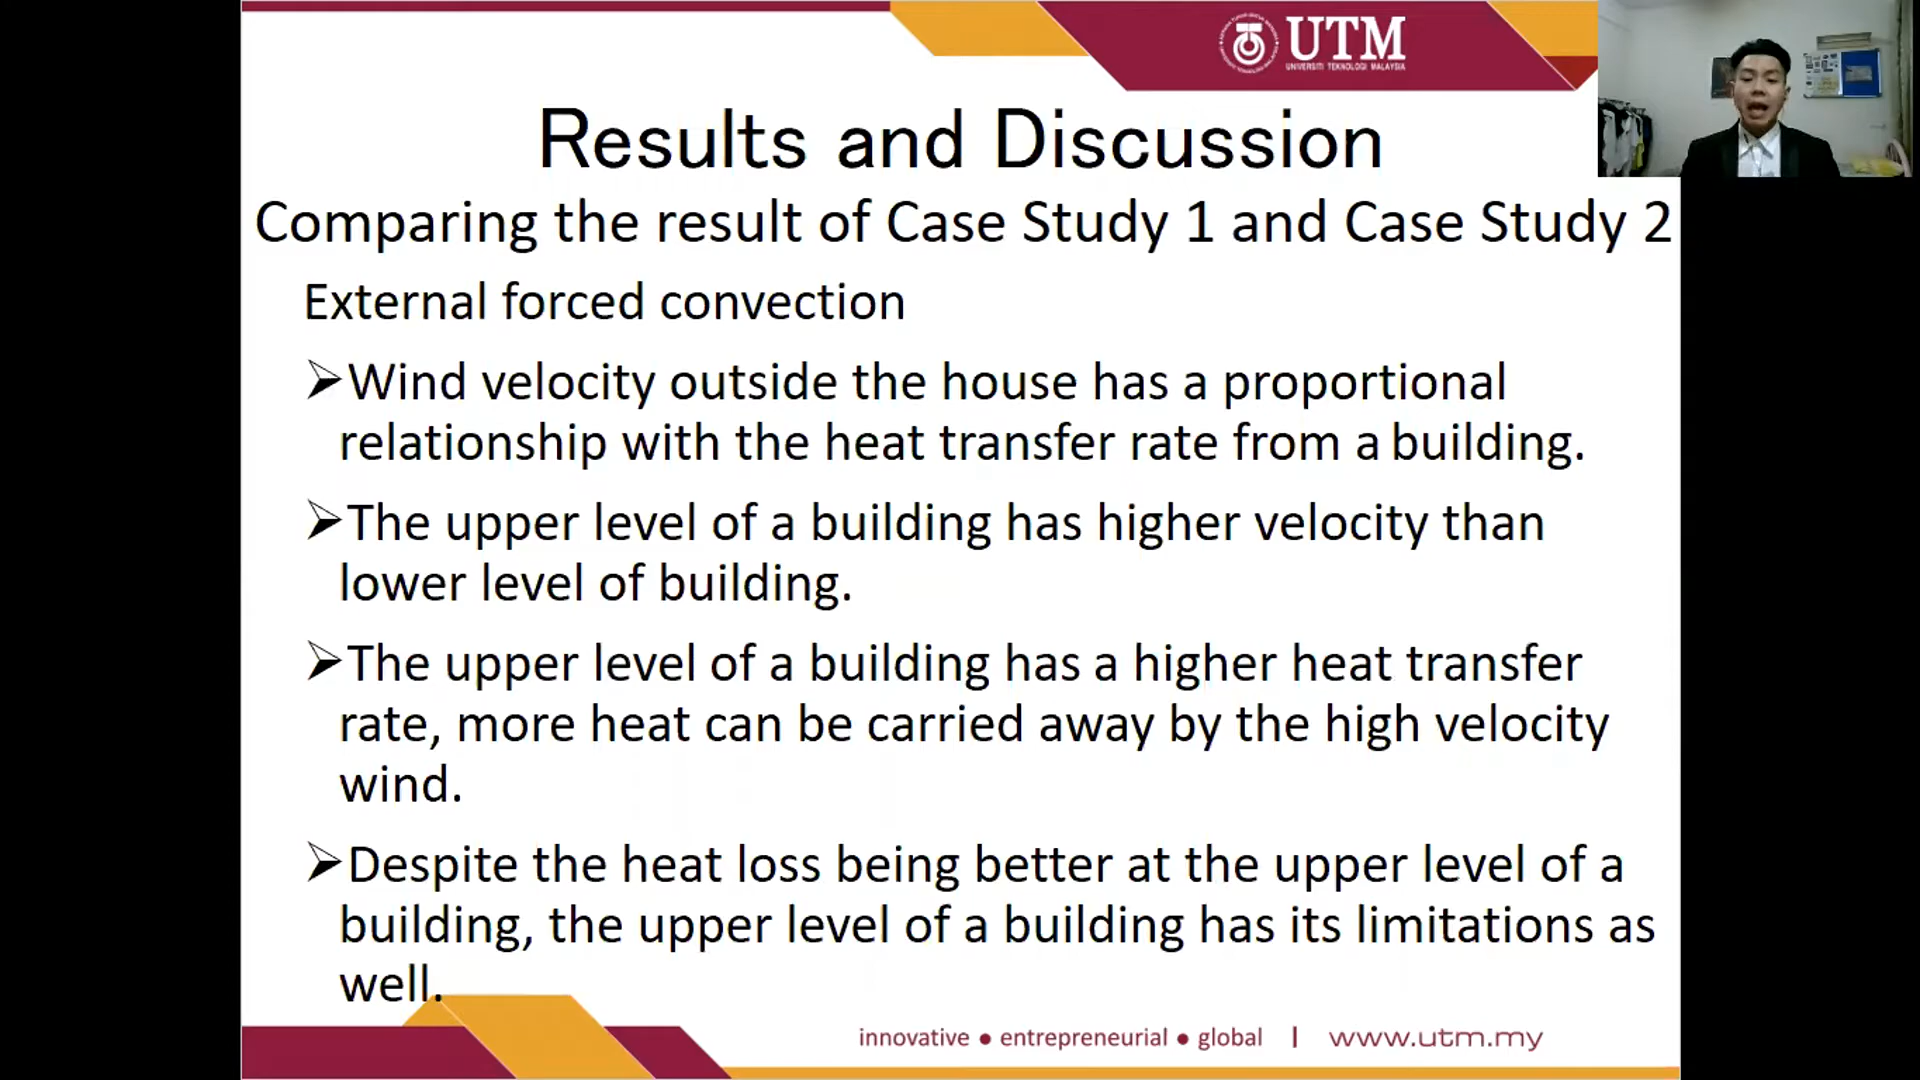 UTM
UNIVERSITI TEKNOLOGI MALAYSIA
Results and Discussion
Comparing the result of Case Study 1 and Case Study 2
External forced convection
Wind velocity outside the house has a proportional
relationship with the heat transfer rate from a building.
The upper level of a building has higher velocity than
lower level of building.
The upper level of a building has a higher heat transfer
rate, more heat can be carried away by the high velocity
wind.
Despite the heat loss being better at the upper level of a
building, the upper level of a building has its limitations as
well.
innovative ● entrepreneurial ● global | www.utm.my